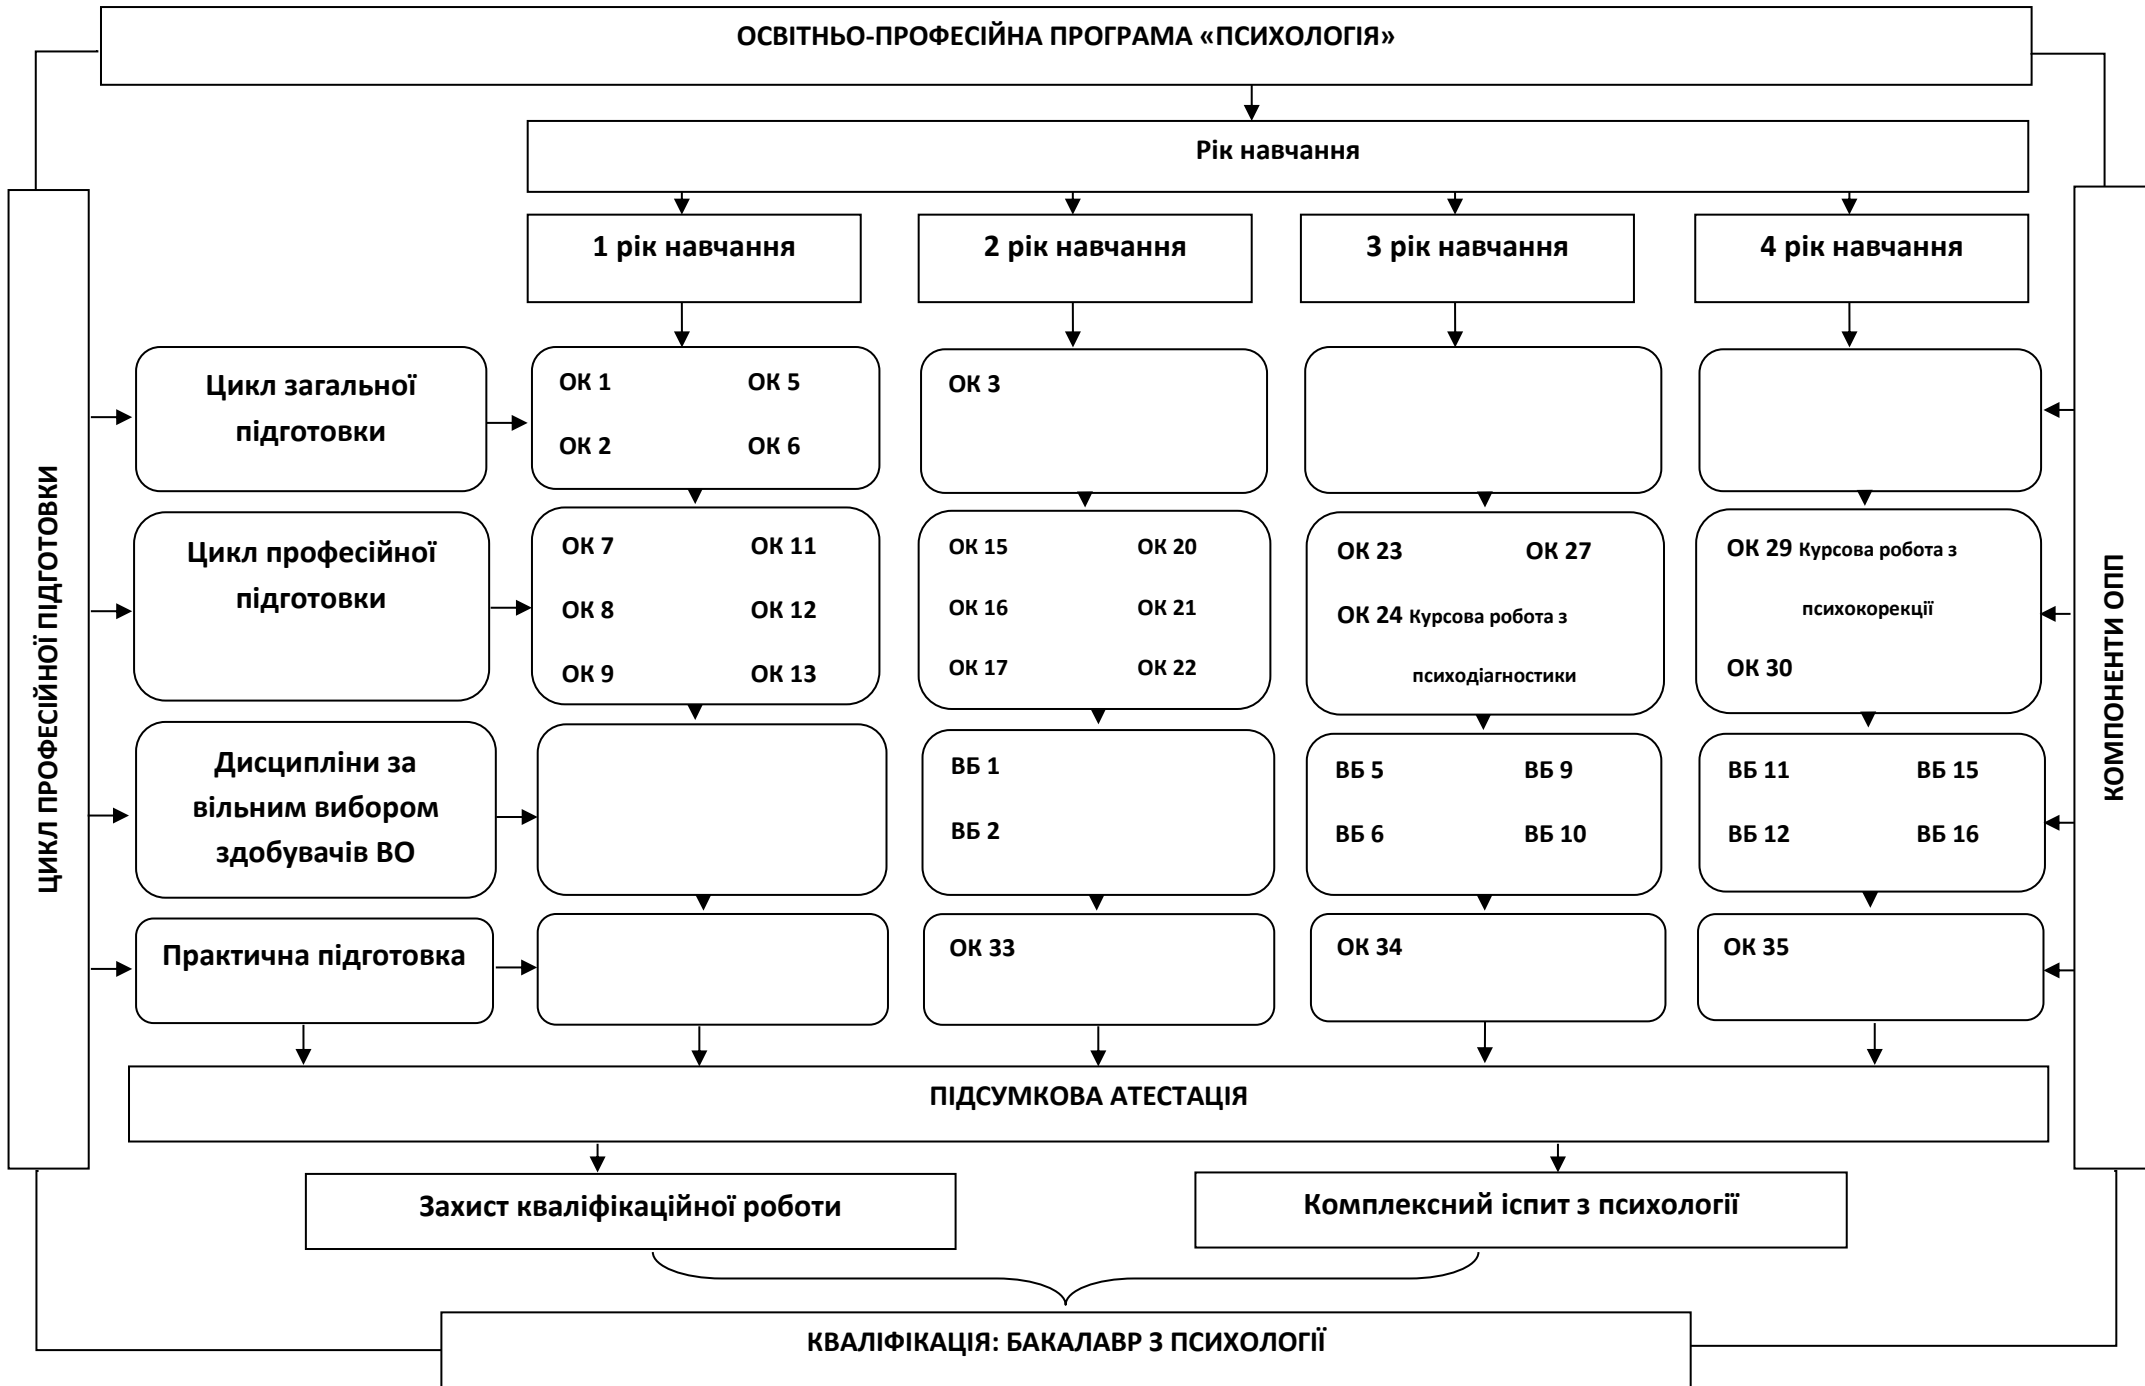 ОСВІТНЬО-ПРОФЕСІЙНА ПРОГРАМА «ПСИХОЛОГІЯ»
Рік навчання
1 рік навчання
2 рік навчання
3 рік навчання
4 рік навчання
ЦИКЛ ПРОФЕСІЙНОЇ ПІДГОТОВКИ
КОМПОНЕНТИ ОПП
Цикл загальної
підготовки
ОК 1 ОК 5
ОК 2 ОК 6
ОК 3
Цикл професійної
підготовки
ОК 7 ОК 11
ОК 8 ОК 12
ОК 9 ОК 13
ОК 15 ОК 20
ОК 16 ОК 21
ОК 17 ОК 22
ОК 23 ОК 27
ОК 24 Курсова робота з
психодіагностики
ОК 29 Курсова робота з
психокорекції
ОК 30
Дисципліни за
вільним вибором
здобувачів ВО
ВБ 1
ВБ 2
ВБ 5 ВБ 9
ВБ 6 ВБ 10
ВБ 11 ВБ 15
ВБ 12 ВБ 16
Практична підготовка
ОК 33
ОК 34
ОК 35
ПІДСУМКОВА АТЕСТАЦІЯ
Захист кваліфікаційної роботи
Комплексний іспит з психології
КВАЛІФІКАЦІЯ: БАКАЛАВР З ПСИХОЛОГІЇ